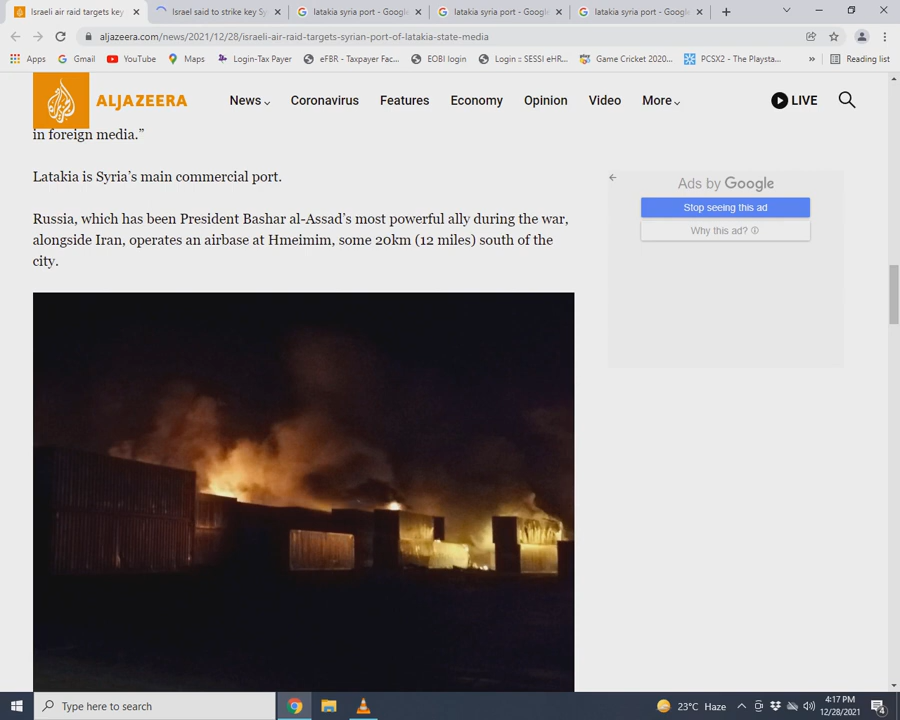 Israeli air raid targets key
Israel said to strike key Sy
latakia syria port - Google
latakia syria port - Google
latakia syria port - Google
aljazeera.com/news/2021/12/28/israeli-air-raid-targets-syrian-port-of-latakia-state-media
Apps Gmail YouTube Maps Login-Tax Payer eFBR - Taxpayer Fac... EOBI login Login :: SESSI eHR... Game Cricket 2020... PCSX2 - The Playsta... » Reading list
ALJAZEERA News Coronavirus Features Economy Opinion Video More LIVE
in foreign media.”
Latakia is Syria’s main commercial port.
Russia, which has been President Bashar al-Assad’s most powerful ally during the war,
alongside Iran, operates an airbase at Hmeimim, some 20km (12 miles) south of the
city.
Ads by Google
Stop seeing this ad
Why this ad?
Type here to search
23°C Haze
4:17 PM
12/28/2021
4